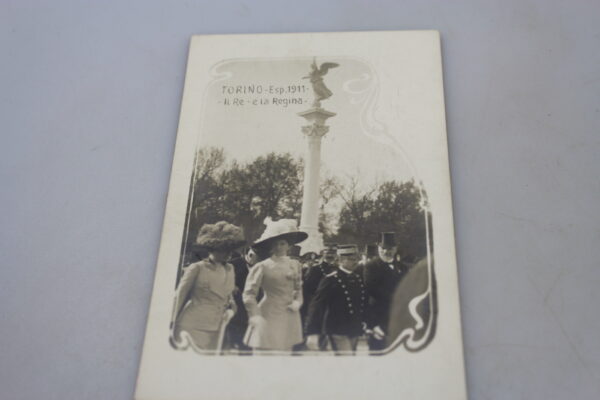 TORINO - Esp. 1911 -
- Il Re - e la Regina -